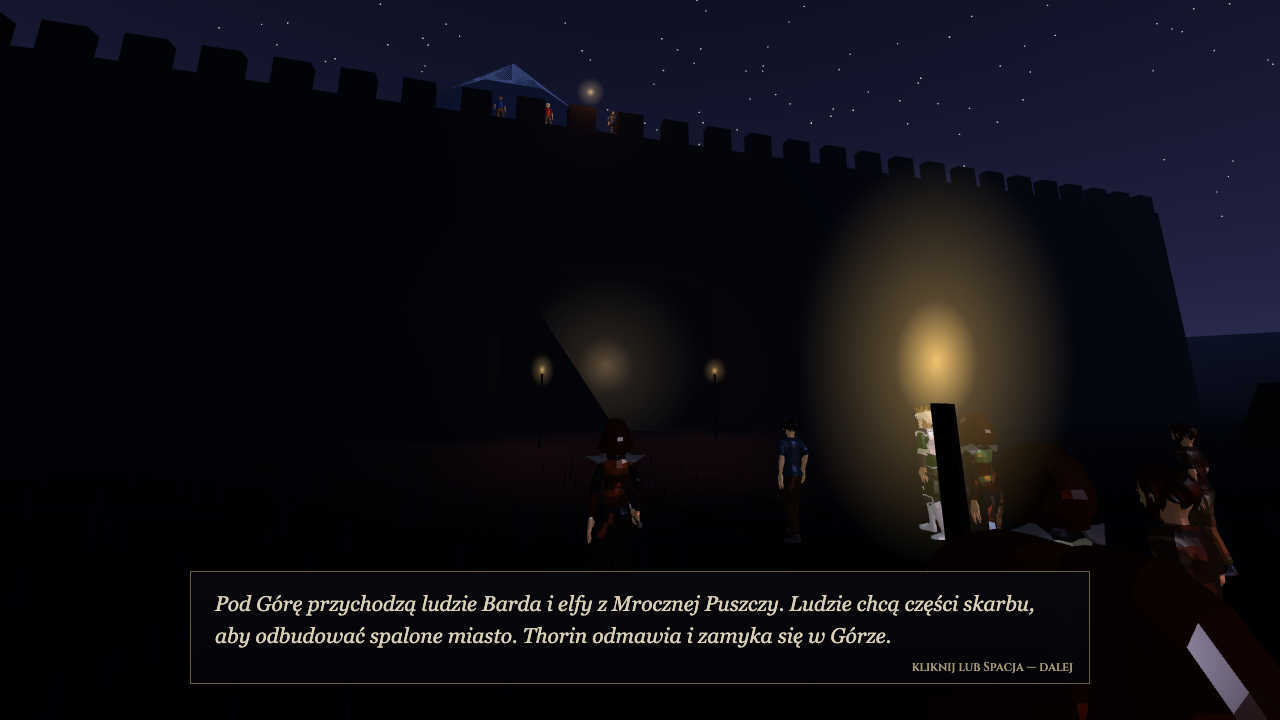 Pod Górę przychodzą ludzie Barda i elfy z Mrocznej Puszczy. Ludzie chcą części skarbu,
aby odbudować spalone miasto. Thorin odmawia i zamyka się w Górze.
KLIKNIJ LUB SPACJA — DALEJ